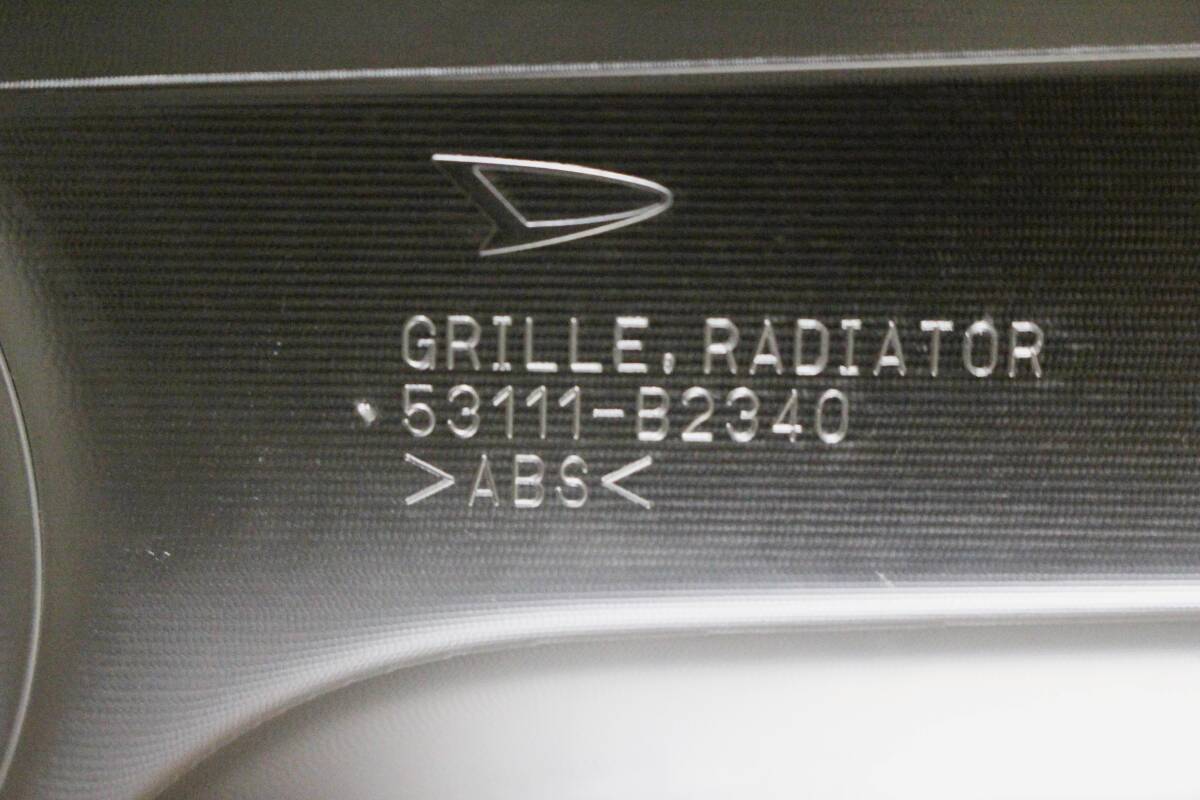 GRILLE, RADIATOR
53111-B2340
>ABS<